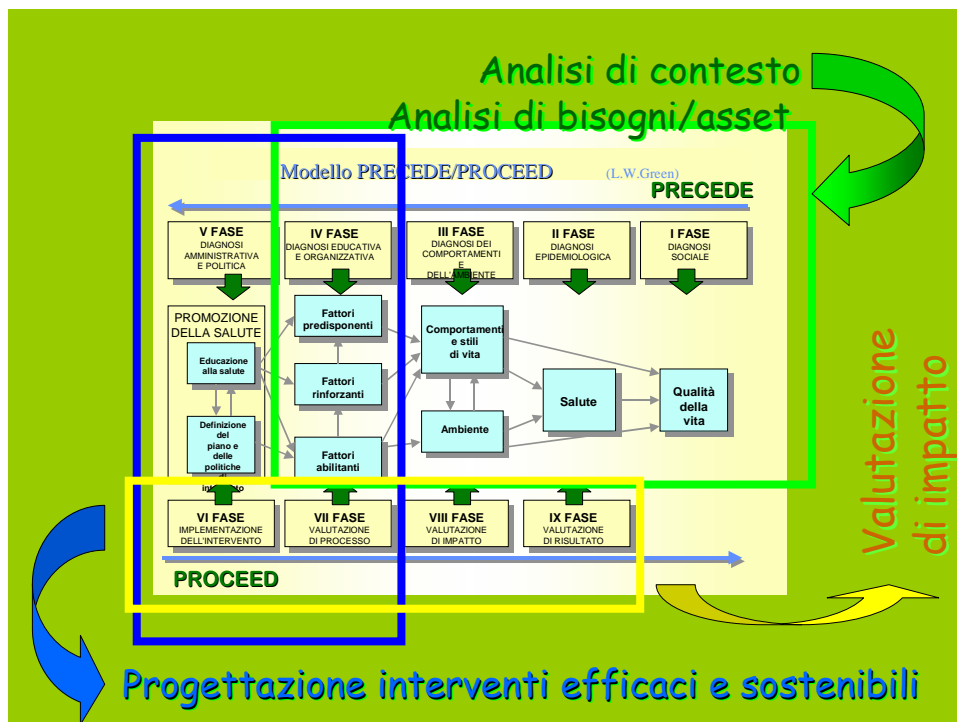 Analisi di contesto
Analisi di bisogni/asset
Modello PRECEDE/PROCEED (L.W.Green)
PRECEDE
V FASE
DIAGNOSI
AMMINISTRATIVA
E POLITICA
IV FASE
DIAGNOSI EDUCATIVA
E ORGANIZZATIVA
III FASE
DIAGNOSI DEI
COMPORTAMENTI
E
DELL'AMBIENTE
II FASE
DIAGNOSI
EPIDEMIOLOGICA
I FASE
DIAGNOSI
SOCIALE
PROMOZIONE
DELLA SALUTE
Educazione
alla salute
Definizione
del
piano e
delle
politiche
Fattori
predisponenti
Fattori
rinforzanti
Fattori
abilitanti
Comportamenti
e stili
di vita
Ambiente
Salute
Qualità
della
vita
VI FASE
IMPLEMENTAZIONE
DELL'INTERVENTO
VII FASE
VALUTAZIONE
DI PROCESSO
VIII FASE
VALUTAZIONE
DI IMPATTO
IX FASE
VALUTAZIONE
DI RISULTATO
PROCEED
Valutazione
di impatto
Progettazione interventi efficaci e sostenibili